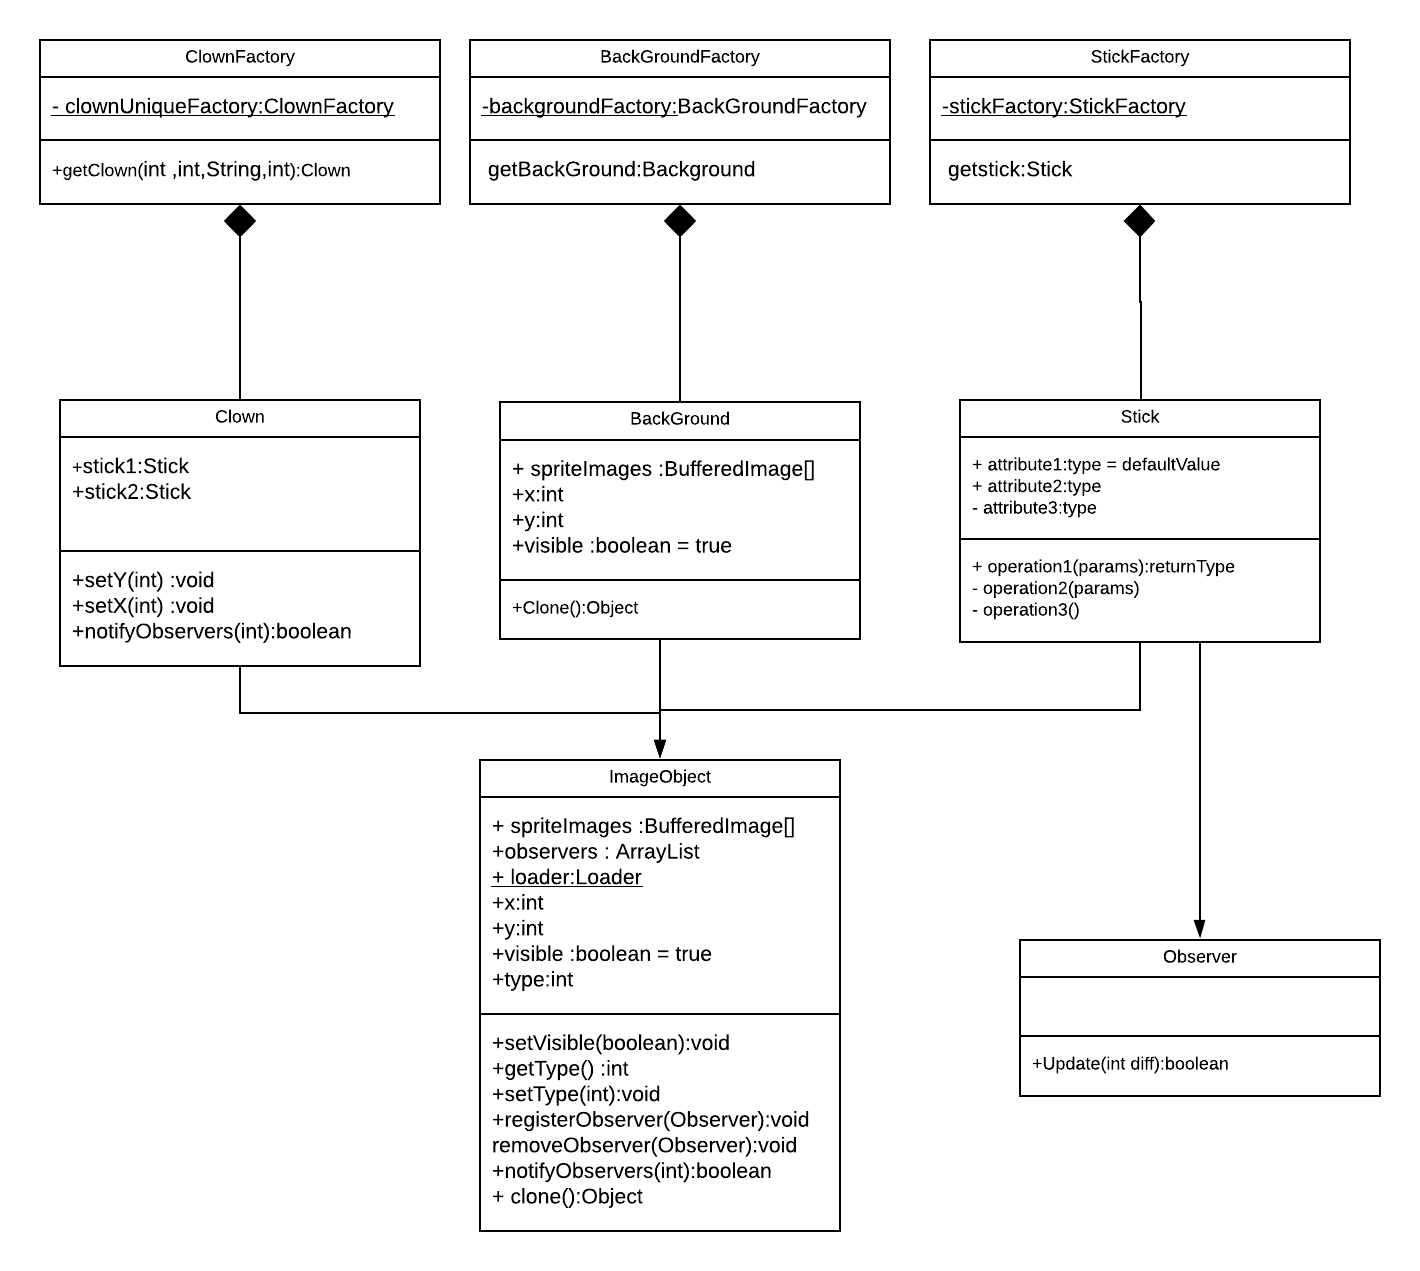 ClownFactory
- clownUniqueFactory:ClownFactory
+getClown(int ,int,String,int):Clown
BackGroundFactory
-backgroundFactory:BackGroundFactory
getBackGround:Background
StickFactory
-stickFactory:StickFactory
getstick:Stick
Clown
+stick1:Stick
+stick2:Stick
+setY(int) :void
+setX(int) :void
+notifyObservers(int):boolean
BackGround
+ spriteImages :BufferedImage[]
+x:int
+y:int
+visible :boolean = true
+Clone():Object
Stick
+ attribute1:type = defaultValue
+ attribute2:type
- attribute3:type
+ operation1(params):returnType
- operation2(params)
- operation3()
ImageObject
+ spriteImages :BufferedImage[]
+observers : ArrayList
+ loader:Loader
+x:int
+y:int
+visible :boolean = true
+type:int
+setVisible(boolean):void
+getType() :int
+setType(int):void
+registerObserver(Observer):void
removeObserver(Observer):void
+notifyObservers(int):boolean
+ clone():Object
Observer
+Update(int diff):boolean